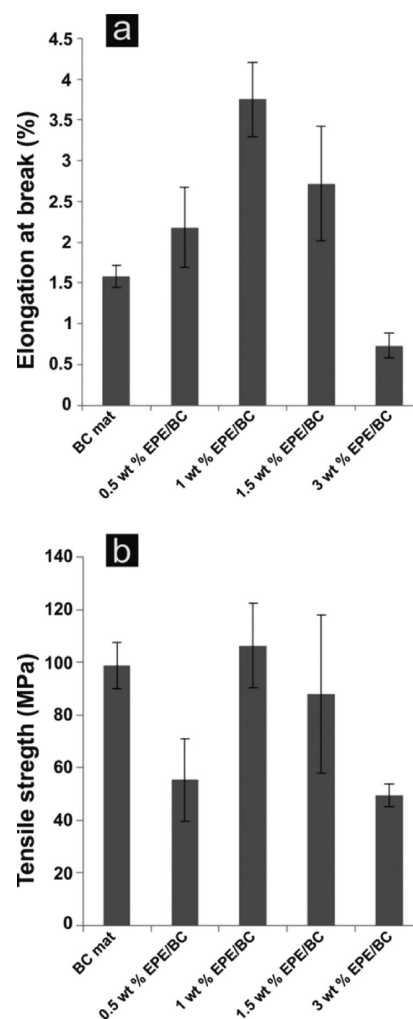 a
Elongation at break (%)
4.5
4
3.5
3
2.5
2
1.5
1
0.5
0
BC mat
0.5 wt % EPE/BC
1 wt % EPE/BC
1.5 wt % EPE/BC
3 wt % EPE/BC
b
Tensile stregth (MPa)
140
120
100
80
60
40
20
0
BC mat
0.5 wt % EPE/BC
1 wt % EPE/BC
1.5 wt % EPE/BC
3 wt % EPE/BC